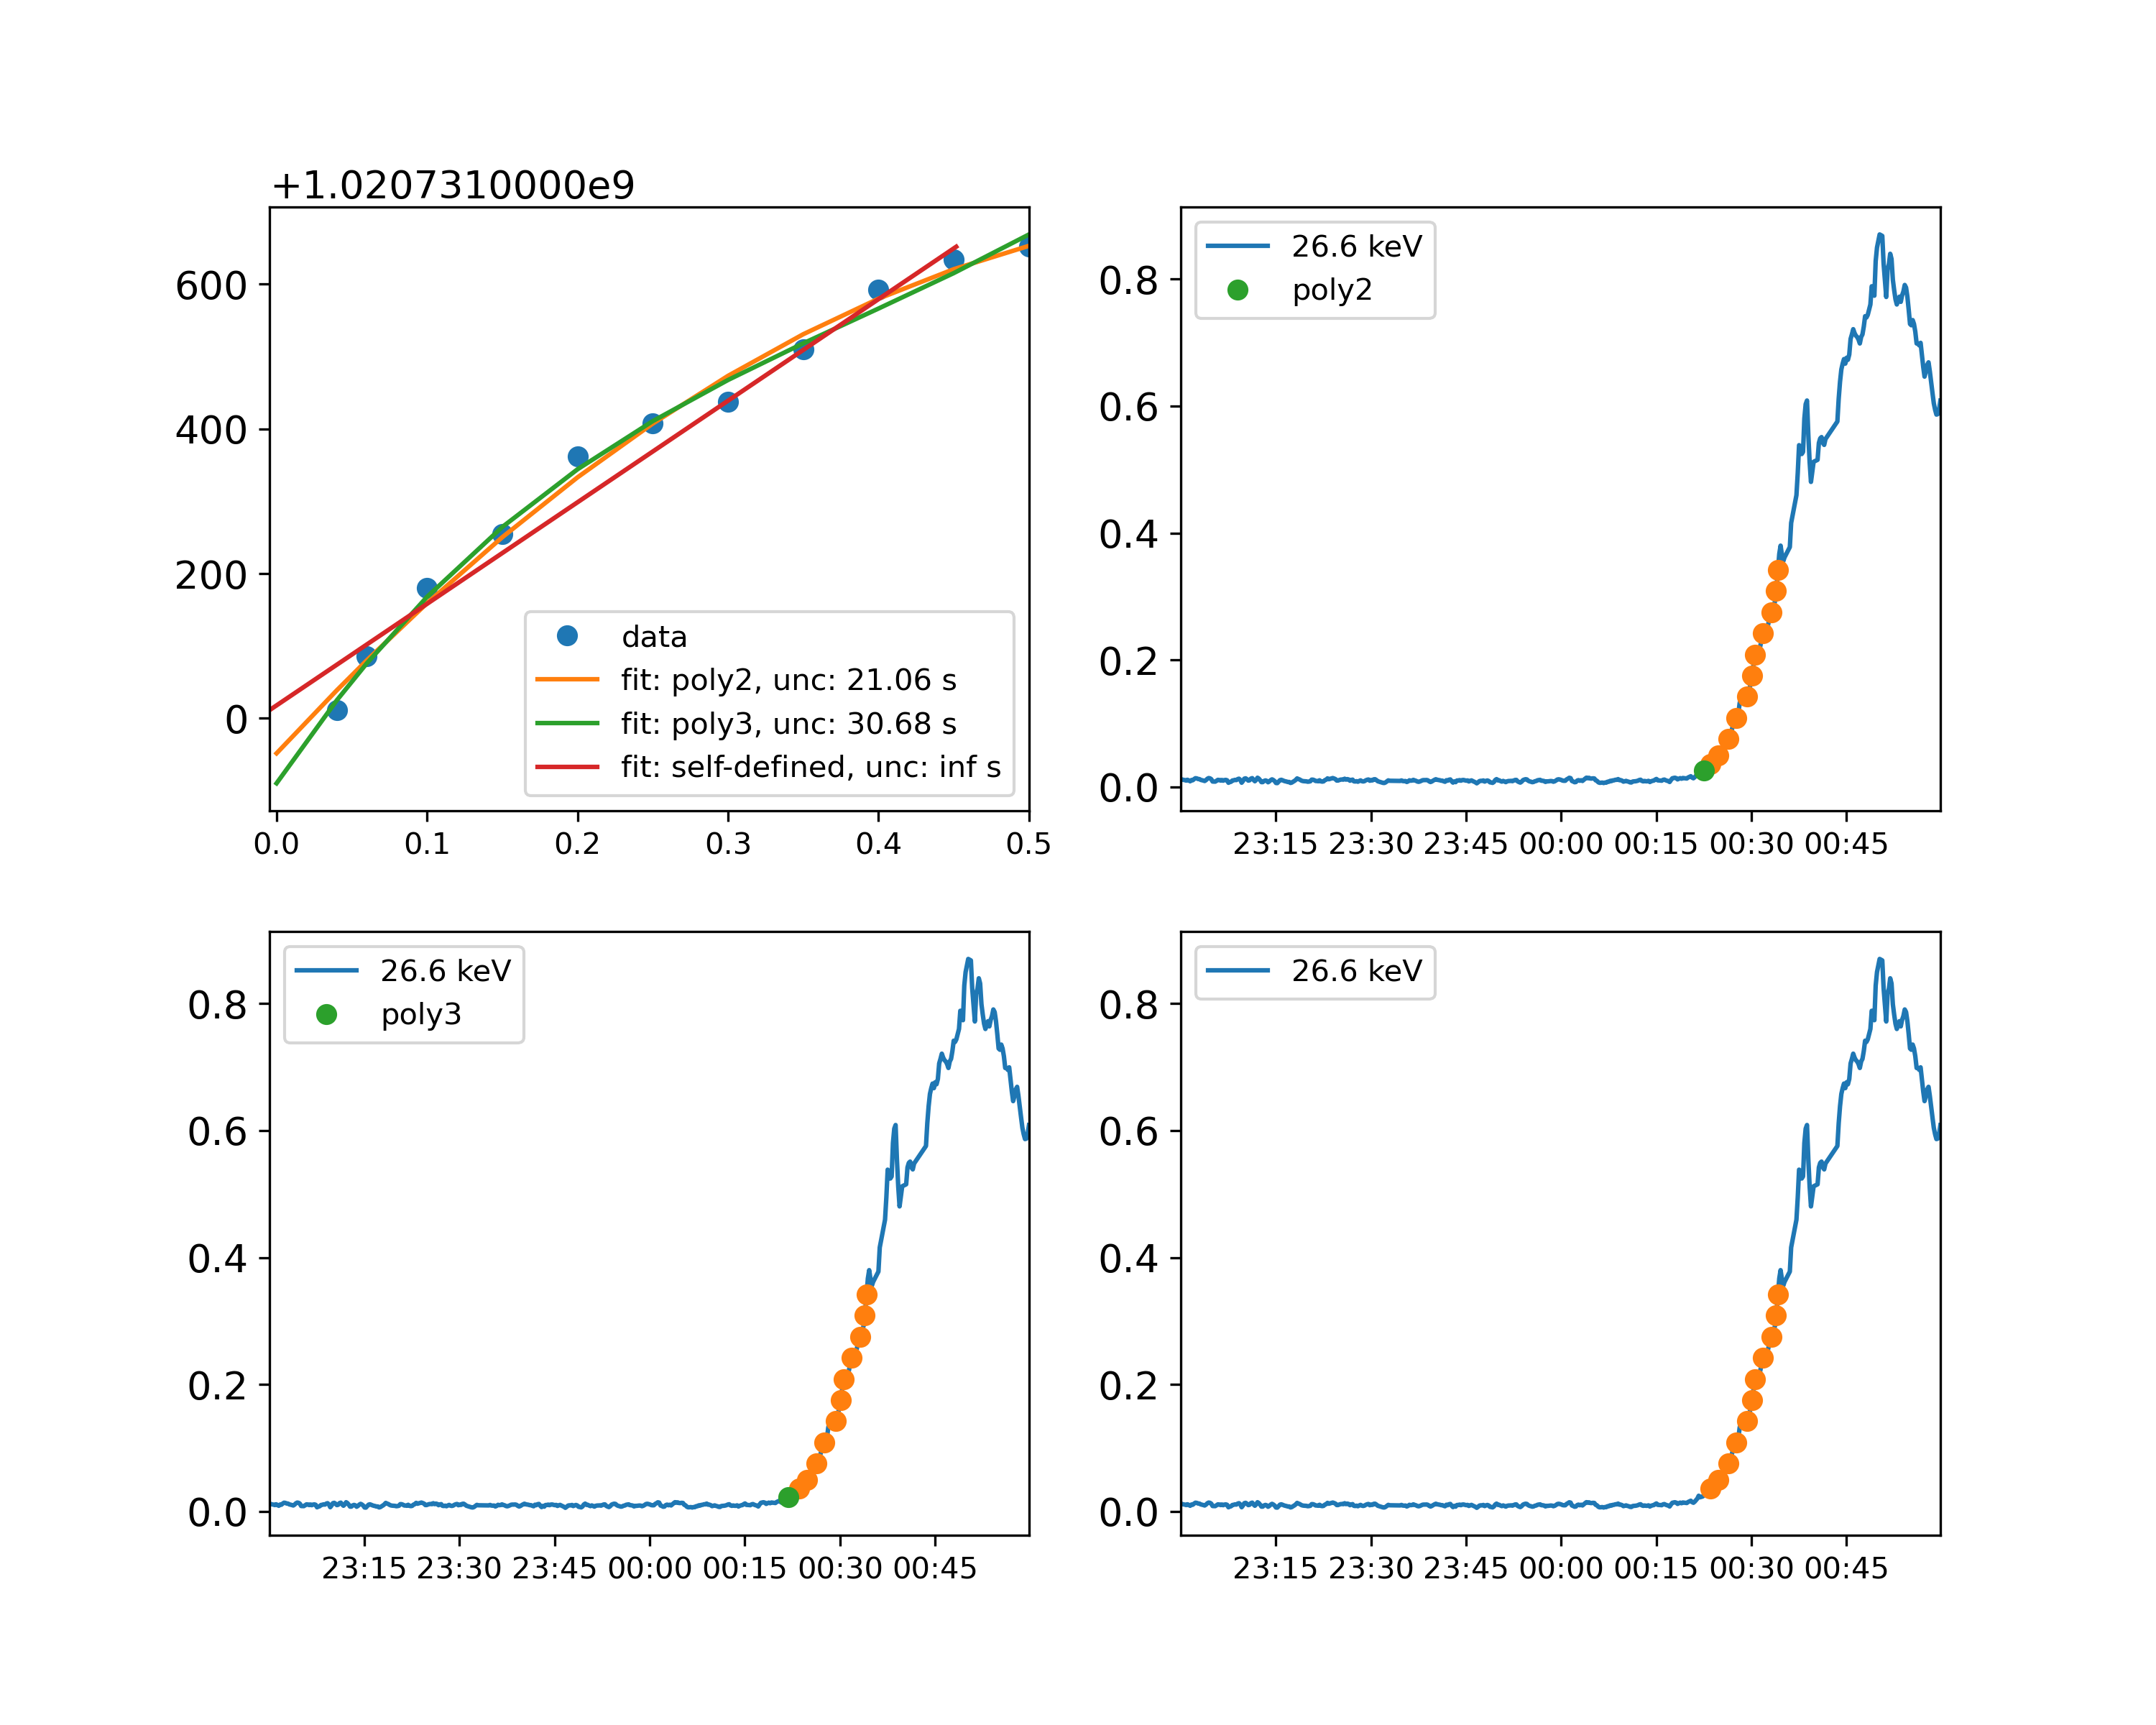 +1.0207310000e9
600
400
200
0
data
fit: poly2, unc: 21.06 s
fit: poly3, unc: 30.68 s
fit: self-defined, unc: inf s
0.0 0.1 0.2 0.3 0.4 0.5
26.6 keV
poly2
0.8
0.6
0.4
0.2
0.0
23:15 23:30 23:45 00:00 00:15 00:30 00:45
26.6 keV
poly3
0.8
0.6
0.4
0.2
0.0
23:15 23:30 23:45 00:00 00:15 00:30 00:45
26.6 keV
0.8
0.6
0.4
0.2
0.0
23:15 23:30 23:45 00:00 00:15 00:30 00:45